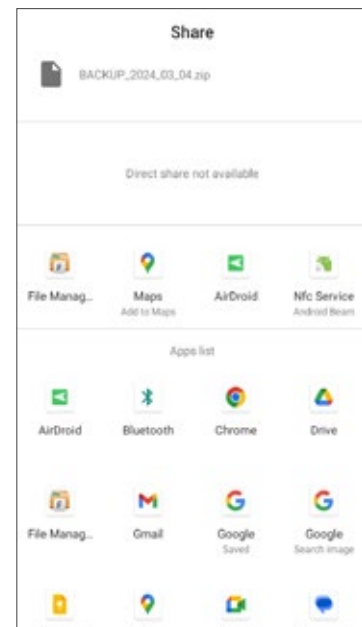 Share
BACKUP_2024_03_04.zip
Direct share not available
File Manag... Maps AirDroid Nfc Service
Add to Maps Android Beam
Apps list
AirDroid Bluetooth Chrome Drive
File Manag... Gmail Google Google
Saved Search image